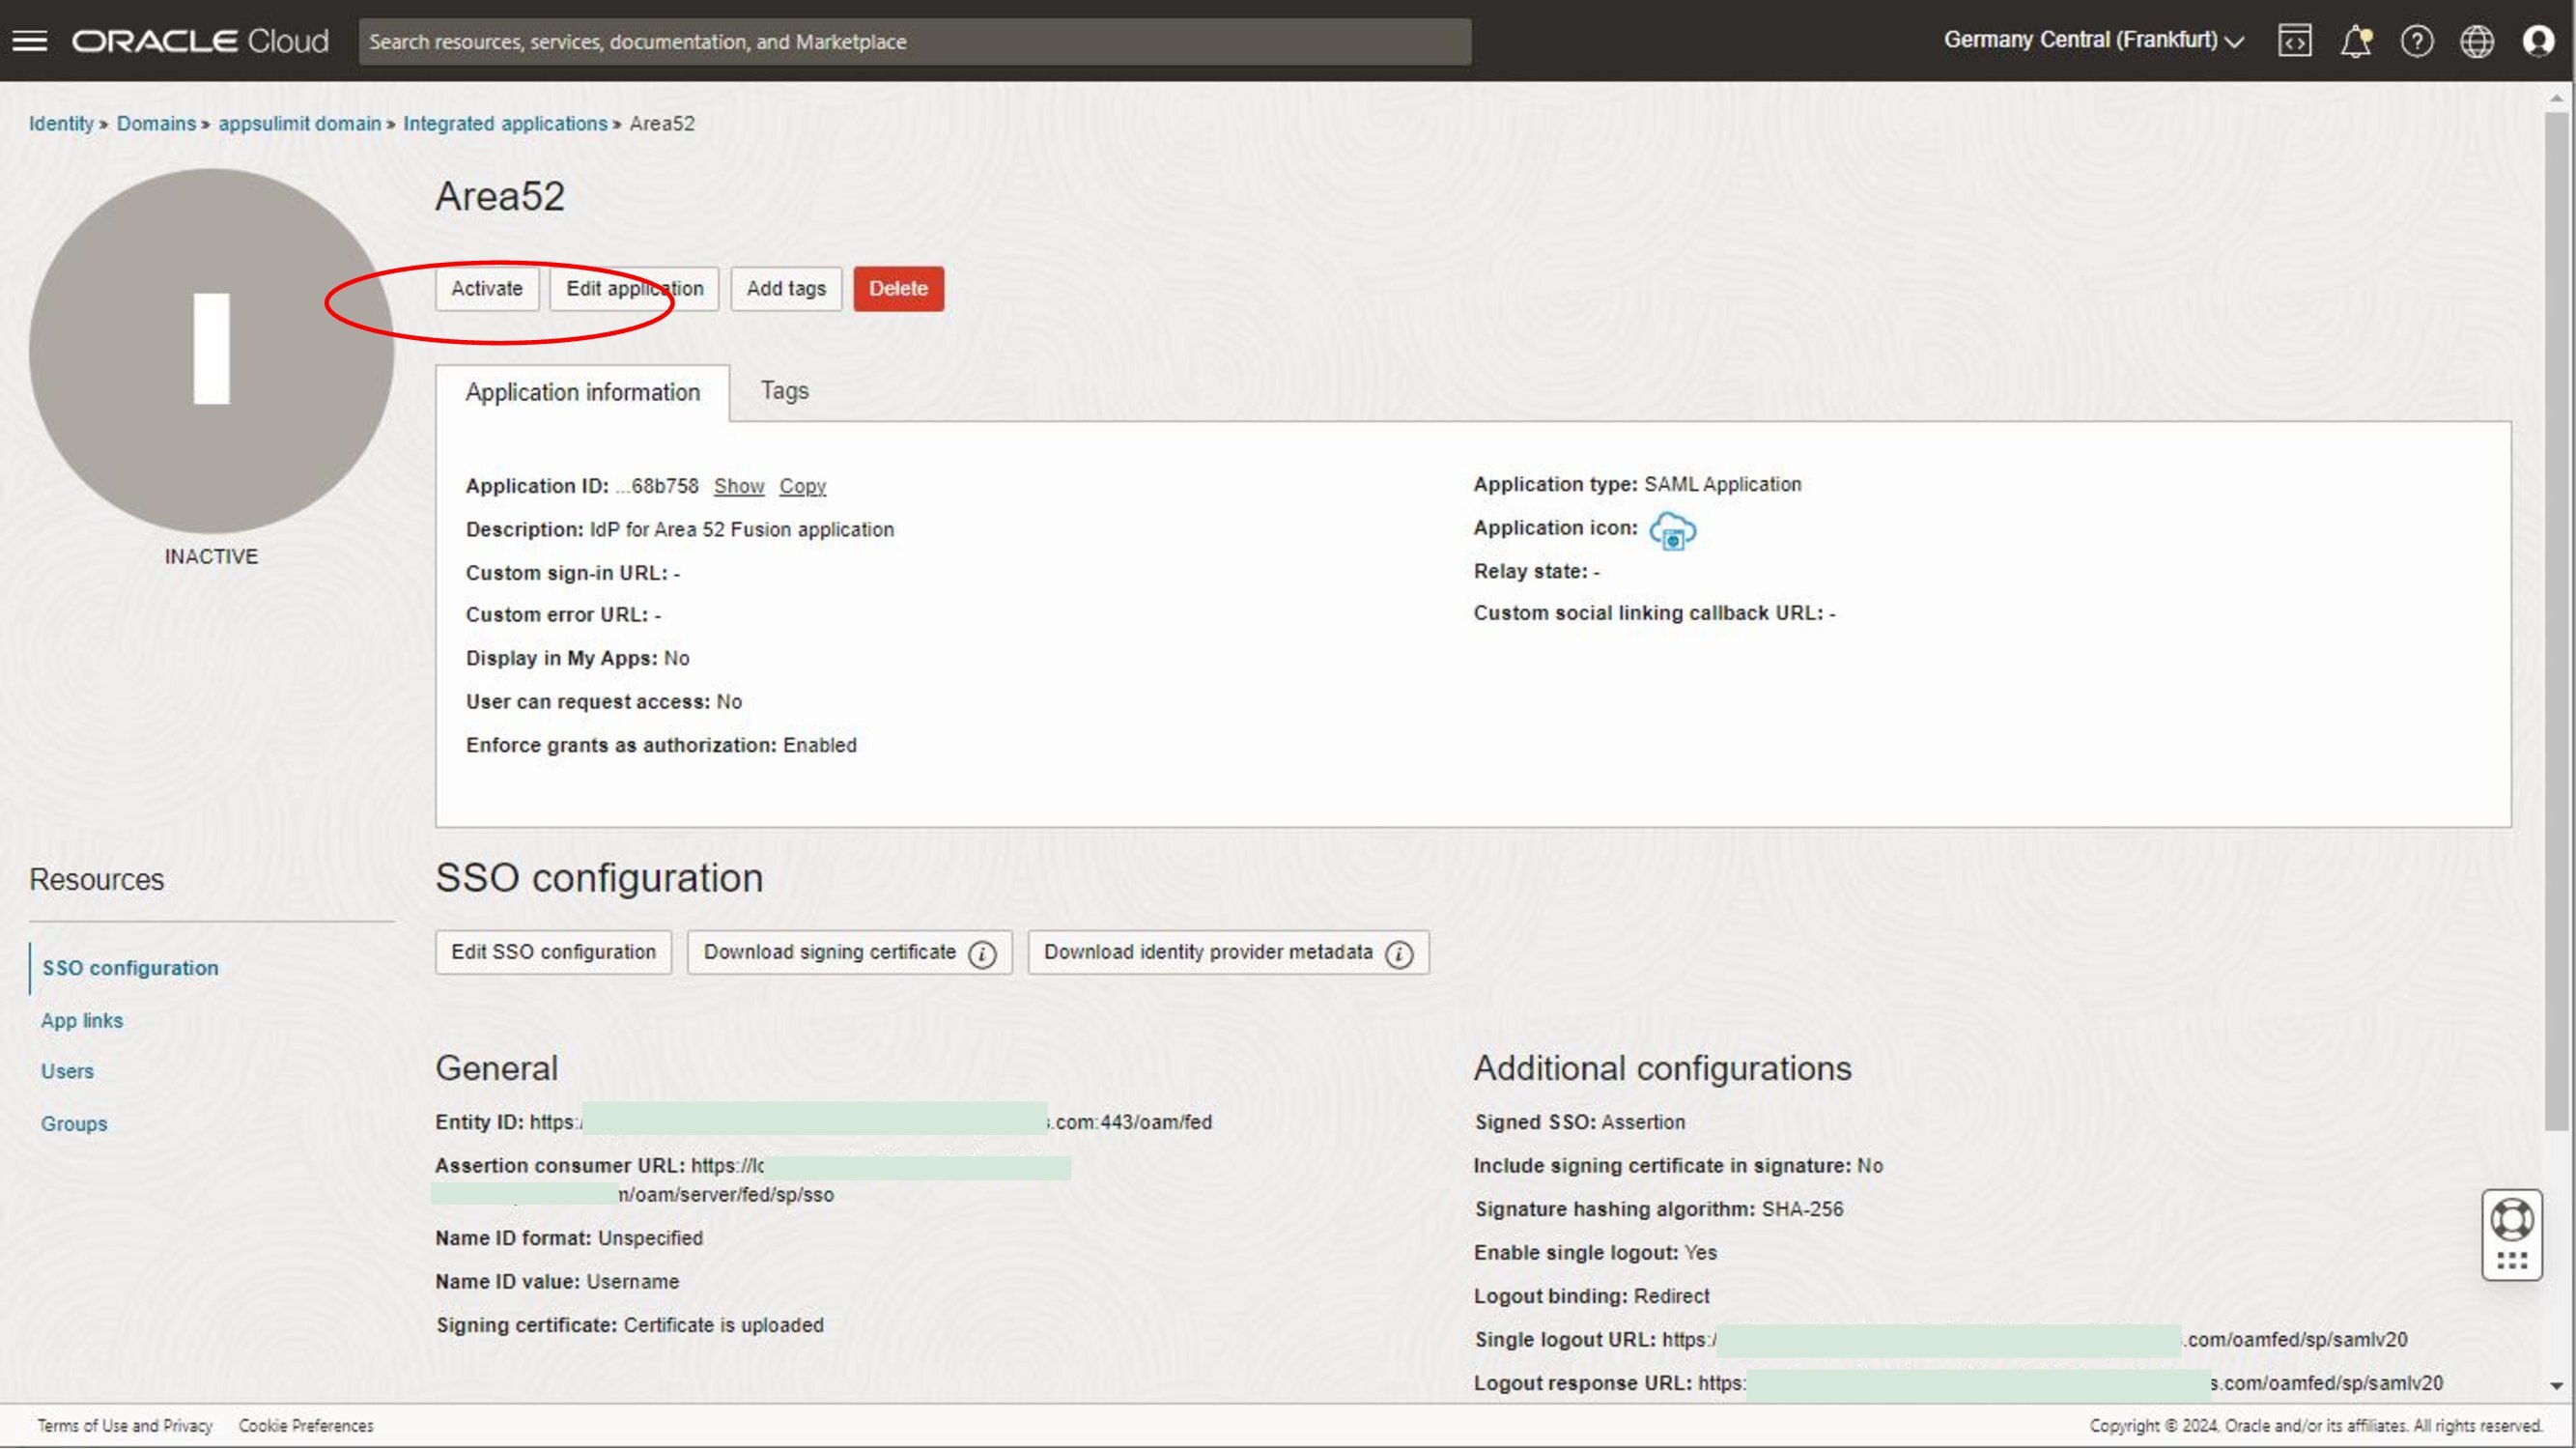 ORACLE Cloud
Search resources, services, documentation, and Marketplace
Germany Central (Frankfurt)
Identity » Domains » appsulimit domain » Integrated applications » Area52
I
INACTIVE
Area52
Activate
Edit application
Add tags
Delete
Application information
Tags
Application ID: ...68b758 Show Copy
Description: IdP for Area 52 Fusion application
Custom sign-in URL: -
Custom error URL: -
Display in My Apps: No
User can request access: No
Enforce grants as authorization: Enabled
Application type: SAML Application
Application icon:
Relay state: -
Custom social linking callback URL: -
Resources
SSO configuration
App links
Users
Groups
SSO configuration
Edit SSO configuration
Download signing certificate
Download identity provider metadata
General
Entity ID: https:/ .com:443/oam/fed
Assertion consumer URL: https://
/oam/server/fed/sp/sso
Name ID format: Unspecified
Name ID value: Username
Signing certificate: Certificate is uploaded
Additional configurations
Signed SSO: Assertion
Include signing certificate in signature: No
Signature hashing algorithm: SHA-256
Enable single logout: Yes
Logout binding: Redirect
Single logout URL: https:/ .com/oamfed/sp/samlv20
Logout response URL: https: s.com/oamfed/sp/samlv20
Terms of Use and Privacy
Cookie Preferences
Copyright © 2024, Oracle and/or its affiliates. All rights reserved.